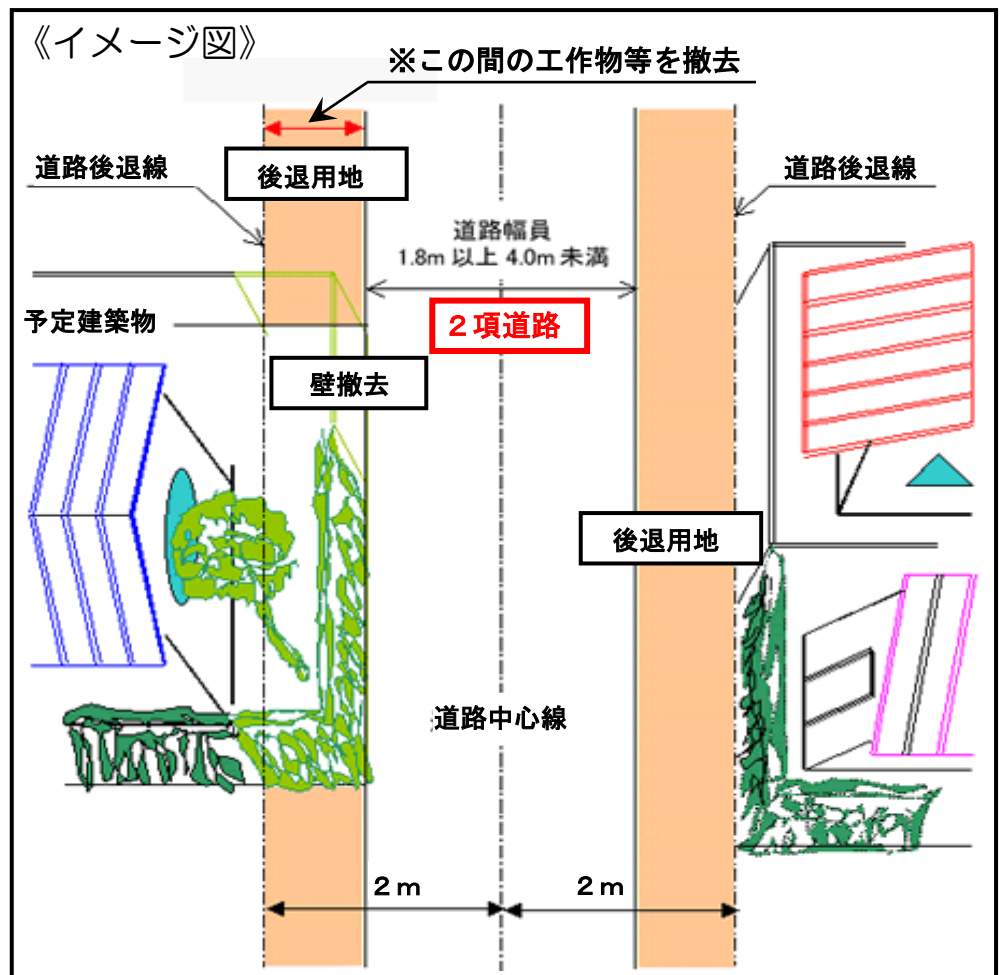 《イメージ図》
※この間の工作物等を撤去
道路後退線
後退用地
道路後退線
道路幅員
1.8m 以上 4.0m 未満
２項道路
予定建築物
壁撤去
後退用地
道路中心線
２ｍ
２ｍ